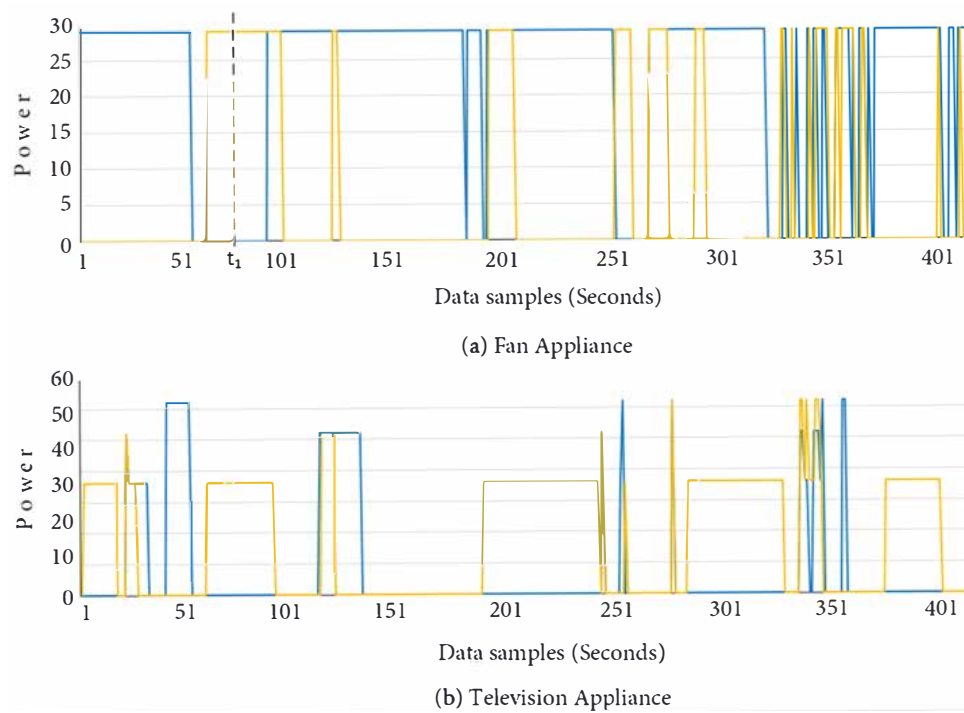 30
25
20
15
10
5
0
Power
1 51 t₁ 101 151 201 251 301 351 401
Data samples (Seconds)
(a) Fan Appliance
60
50
40
30
20
10
0
Power
1 51 101 151 201 251 301 351 401
Data samples (Seconds)
(b) Television Appliance